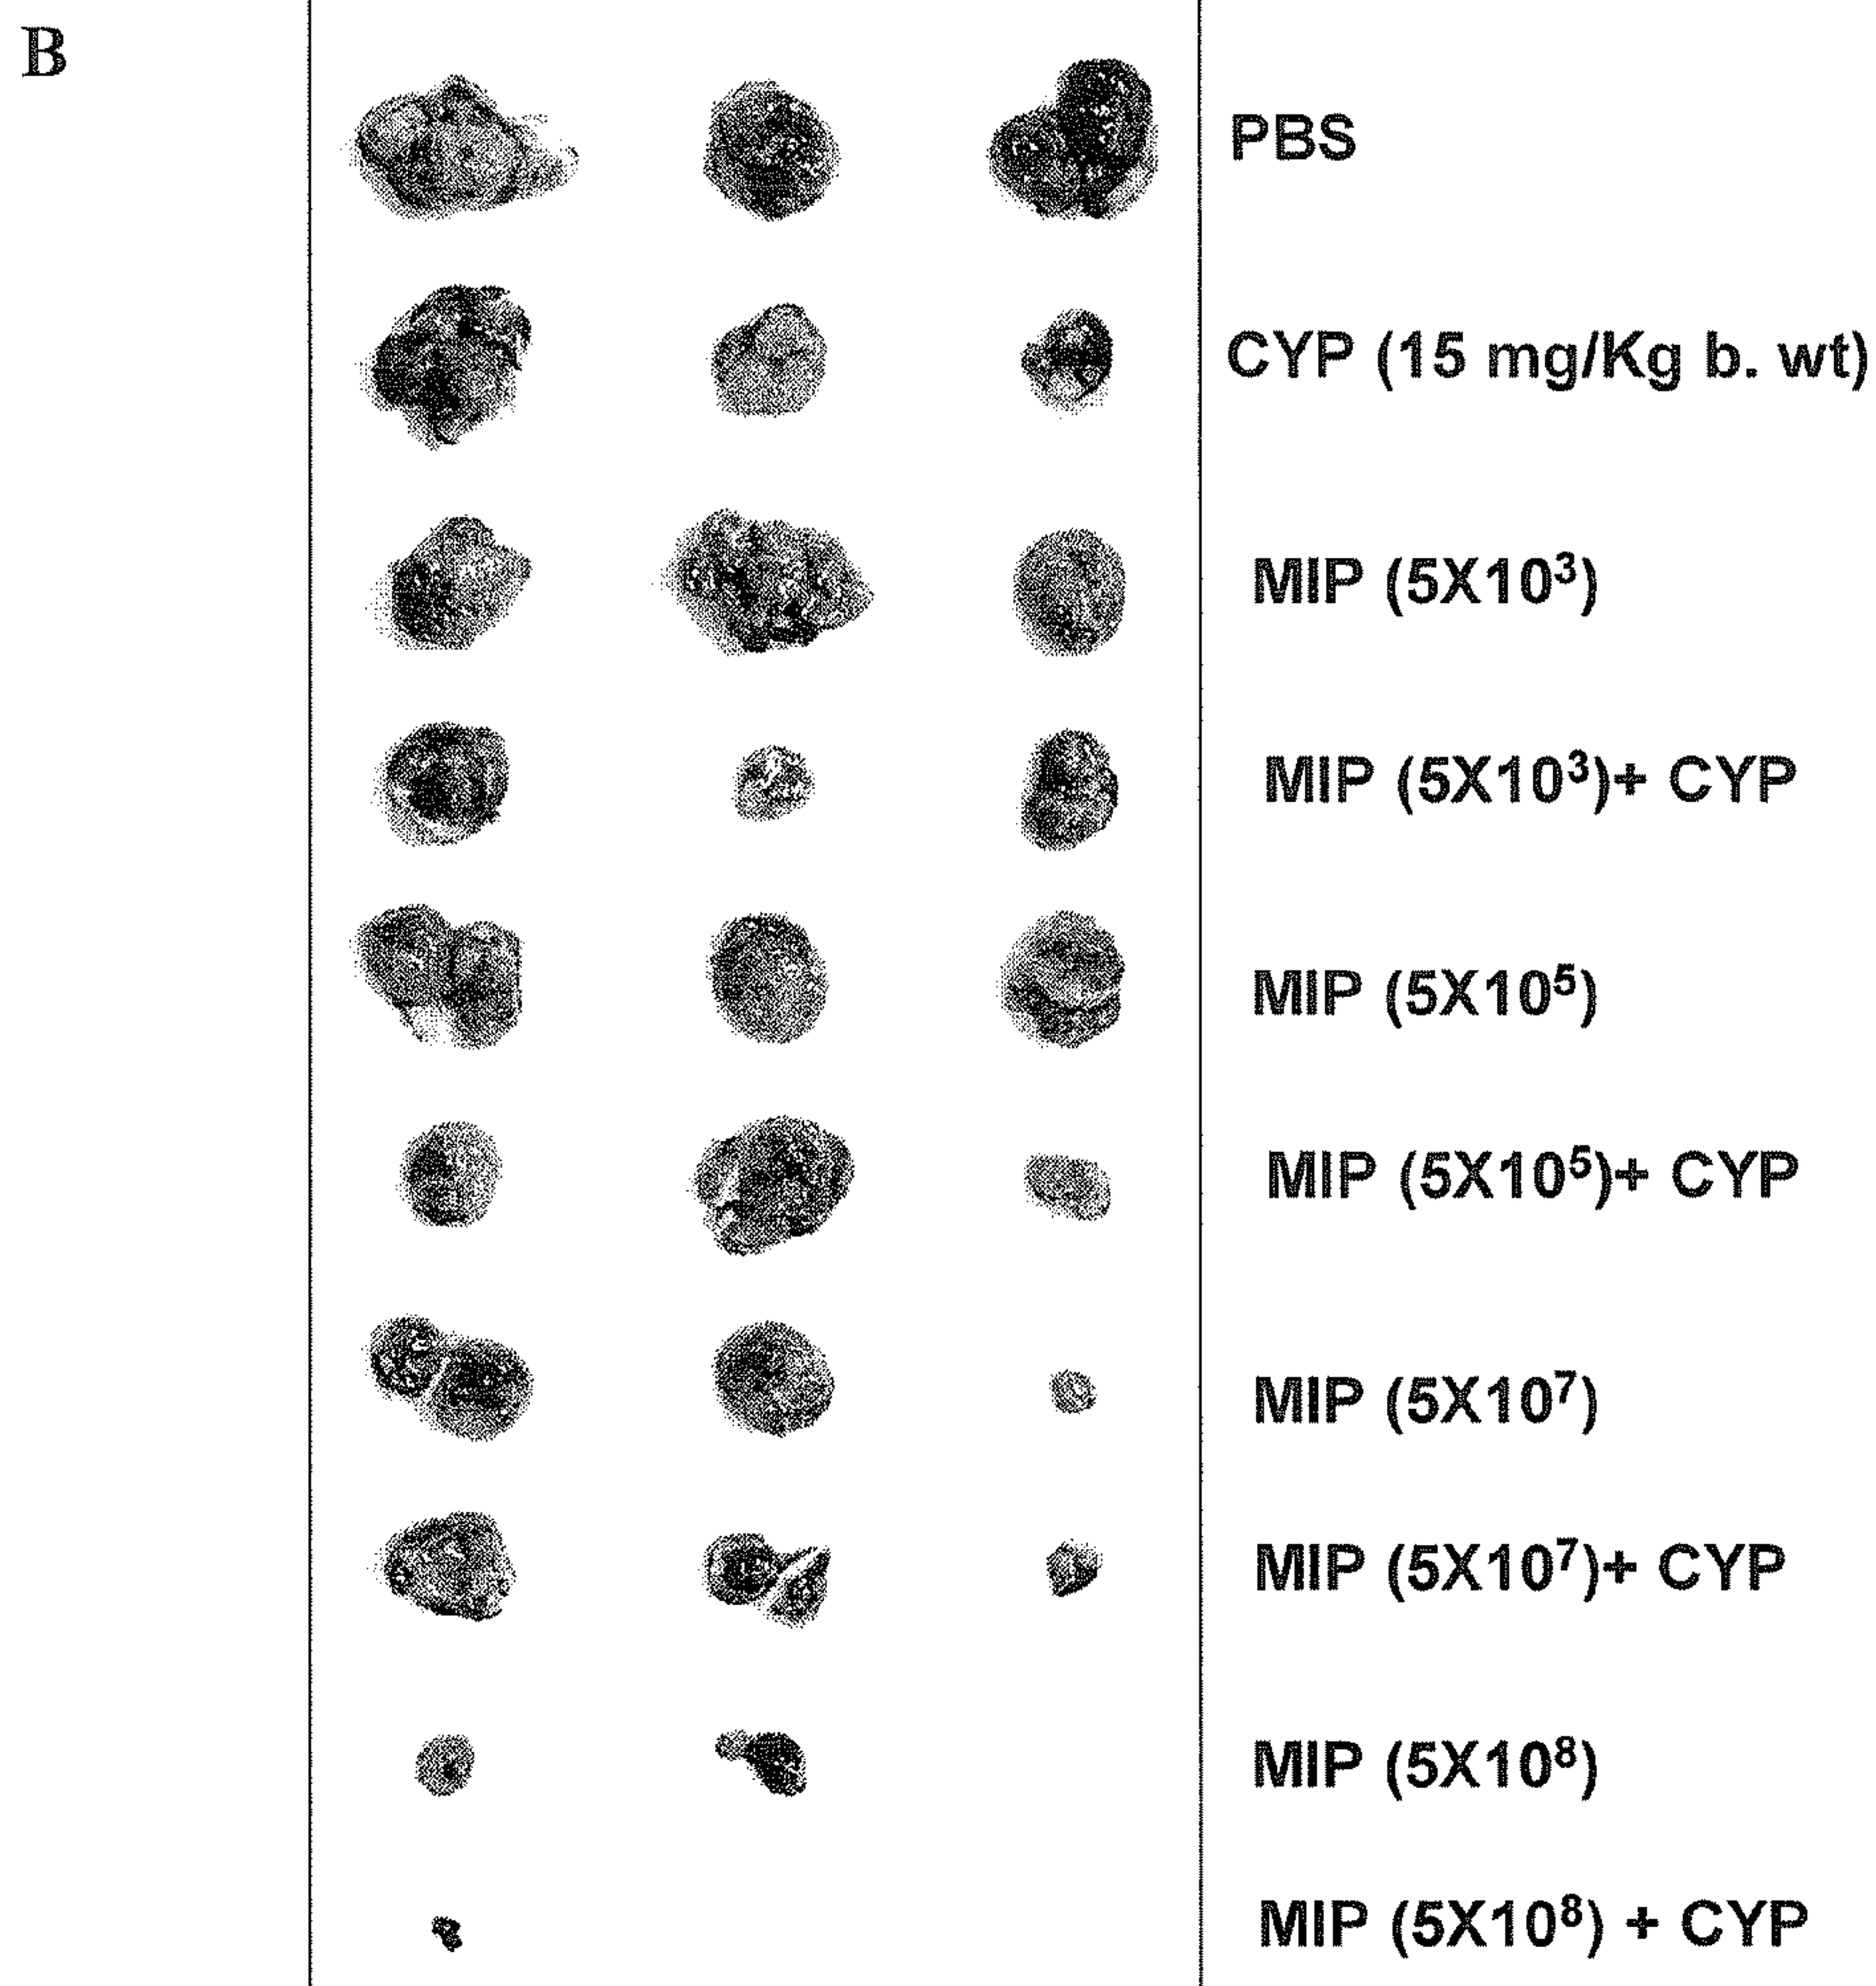 B
PBS
CYP (15 mg/Kg b. wt)
MIP (5X10³)
MIP (5X10³)+ CYP
MIP (5X10⁵)
MIP (5X10⁵)+ CYP
MIP (5X10⁷)
MIP (5X10⁷)+ CYP
MIP (5X10⁸)
MIP (5X10⁸) + CYP